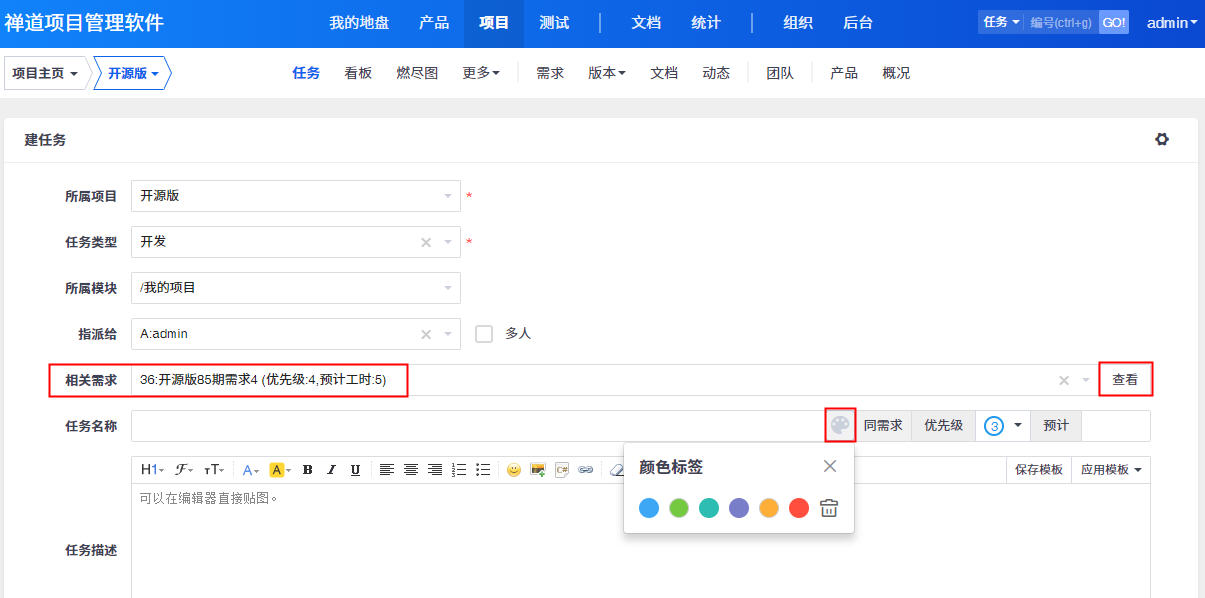 禅道项目管理软件 我的地盘 产品 项目 测试 文档 统计 组织 后台 任务 编号(ctrl+g) GO! admin
项目主页 开源版 任务 看板 燃尽图 更多 需求 版本 文档 动态 团队 产品 概况
建任务
所属项目 开源版 *
任务类型 开发 *
所属模块 /我的项目
指派给 A:admin 多人
相关需求 36:开源版85期需求4 (优先级:4,预计工时:5) 查看
任务名称 同需求 优先级 3 预计
H1 F TT A A B I U C# 保存模板 应用模板
颜色标签
可以在编辑器直接贴图。
任务描述